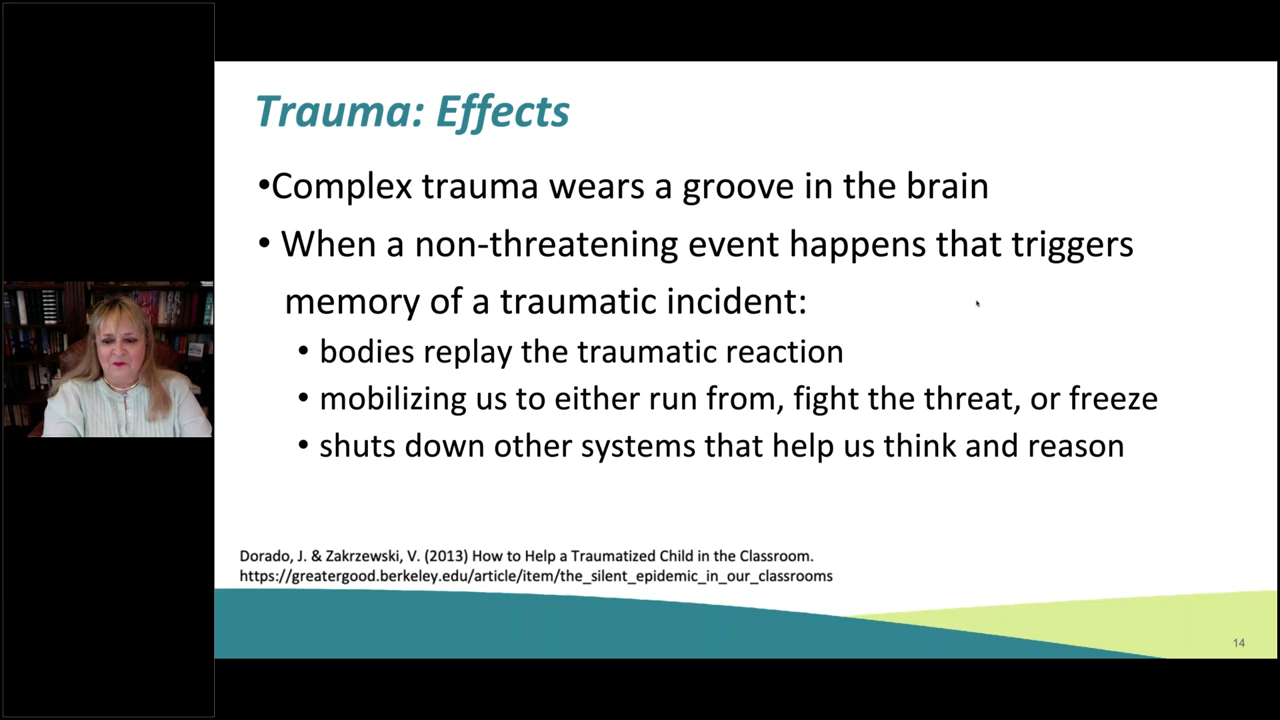 Trauma: Effects
•Complex trauma wears a groove in the brain
• When a non-threatening event happens that triggers
memory of a traumatic incident:
• bodies replay the traumatic reaction
• mobilizing us to either run from, fight the threat, or freeze
• shuts down other systems that help us think and reason
Dorado, J. & Zakrzewski, V. (2013) How to Help a Traumatized Child in the Classroom.
https://greatergood.berkeley.edu/article/item/the_silent_epidemic_in_our_classrooms
14